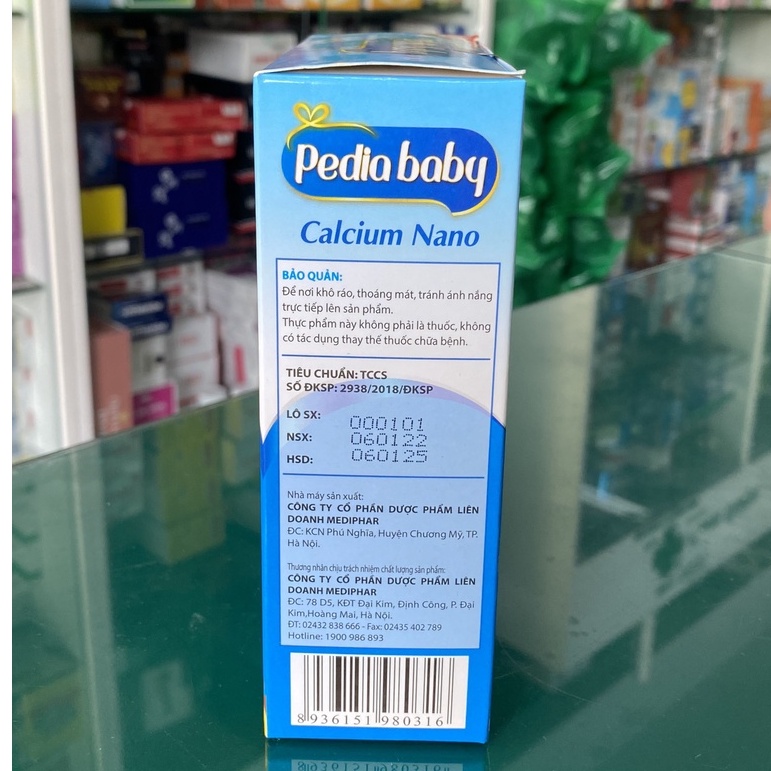 Pedia baby
Calcium Nano
BẢO QUẢN:
Để nơi khô ráo, thoáng mát, tránh ánh nắng
trực tiếp lên sản phẩm.
Thực phẩm này không phải là thuốc, không
có tác dụng thay thế thuốc chữa bệnh.
TIÊU CHUẨN: TCCS
SỐ ĐKSP: 2938/2018/ĐKSP
LÔ SX: 000101
NSX: 060122
HSD: 060125
Nhà máy sản xuất:
CÔNG TY CỔ PHẦN DƯỢC PHẨM LIÊN
DOANH MEDIPHAR
ĐC: KCN Phú Nghĩa, Huyện Chương Mỹ, TP.
Hà Nội.
Thương nhân chịu trách nhiệm chất lượng sản phẩm:
CÔNG TY CỔ PHẦN DƯỢC PHẨM LIÊN
DOANH MEDIPHAR
ĐC: 78 D5, KĐT Đại Kim, Định Công, P. Đại
Kim,Hoàng Mai, Hà Nội.
ĐT: 02432 838 666 - Fax: 02435 402 789
Hotline: 1900 986 893
8 936151 980316